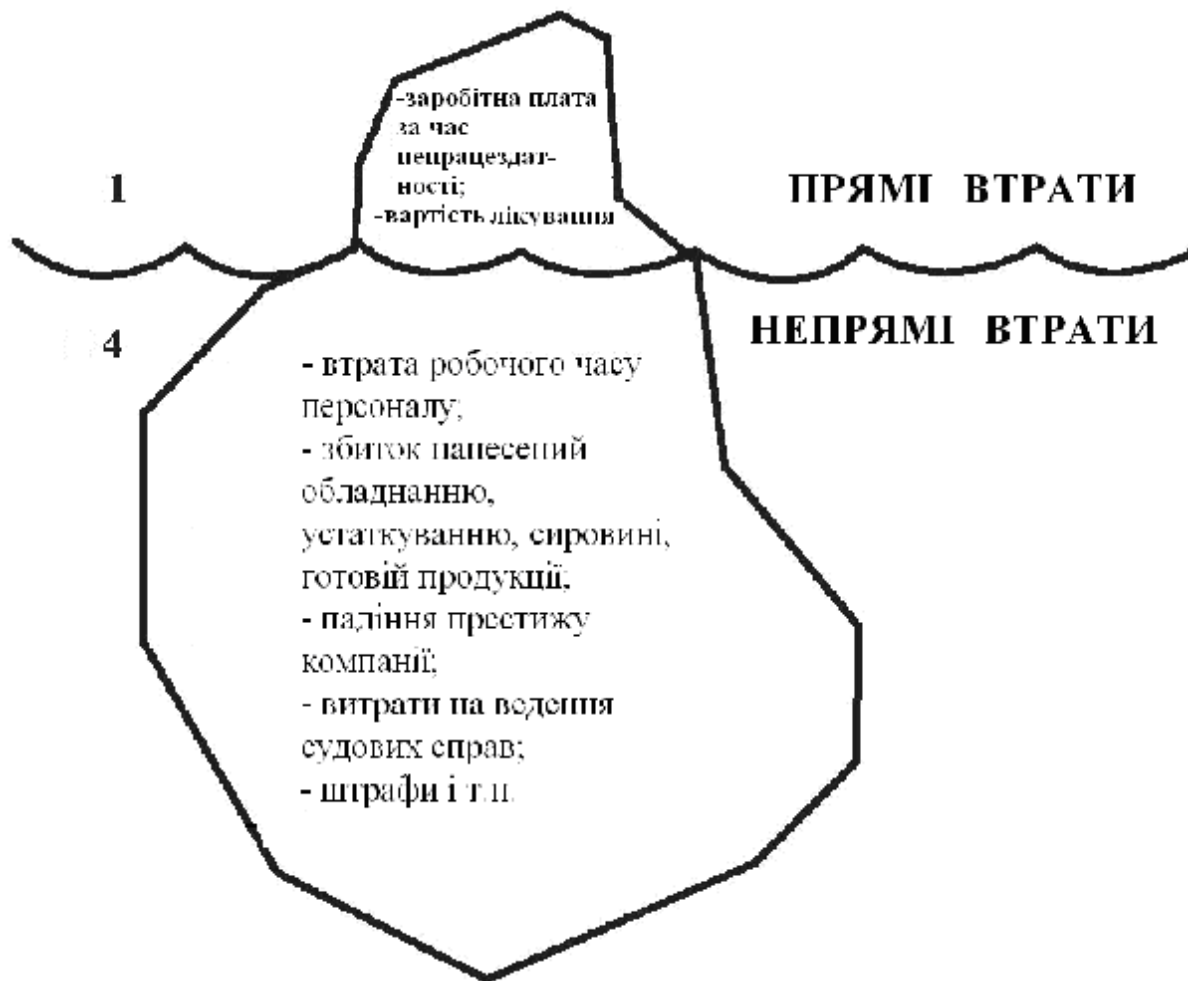 -заробітна плата
за час
непрацездат-
ності;
-вартість лікування
1
ПРЯМІ ВТРАТИ
4
НЕПРЯМІ ВТРАТИ
- втрата робочого часу
персоналу;
- збиток нанесений
обладнанню,
устаткуванню, сировині,
готовій продукції;
- падіння престижу
компанії;
- витрати на ведення
судових справ;
- штрафи і т.п.